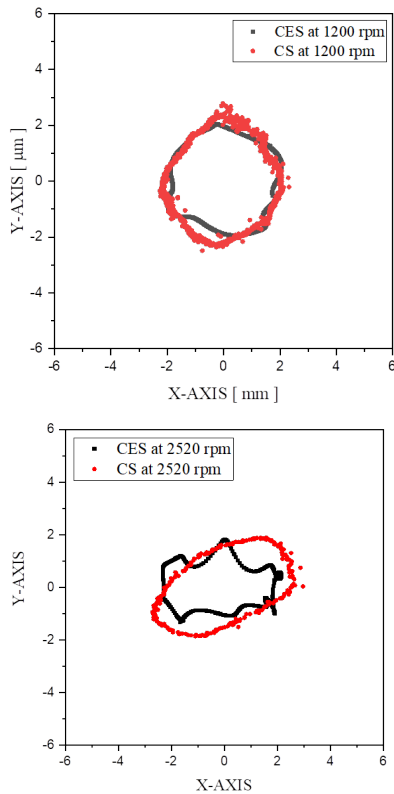 CES at 1200 rpm
CS at 1200 rpm
6
4
2
0
-2
-4
-6
Y-AXIS [ µm ]
-6 -4 -2 0 2 4 6
X-AXIS [ mm ]
CES at 2520 rpm
CS at 2520 rpm
6
4
2
0
-2
-4
-6
Y-AXIS
-6 -4 -2 0 2 4 6
X-AXIS